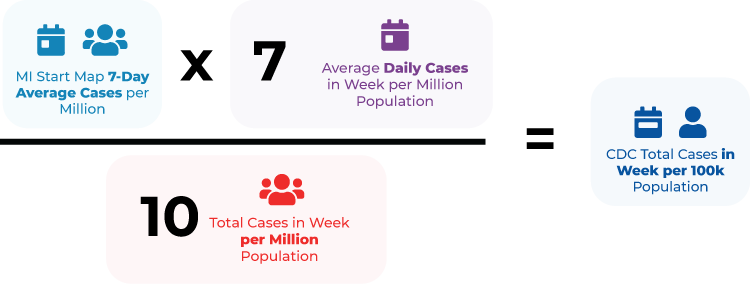 MI Start Map 7-Day
Average Cases per
Million
x
7
Average Daily Cases
in Week per Million
Population
10
Total Cases in Week
per Million
Population
=
CDC Total Cases in
Week per 100k
Population